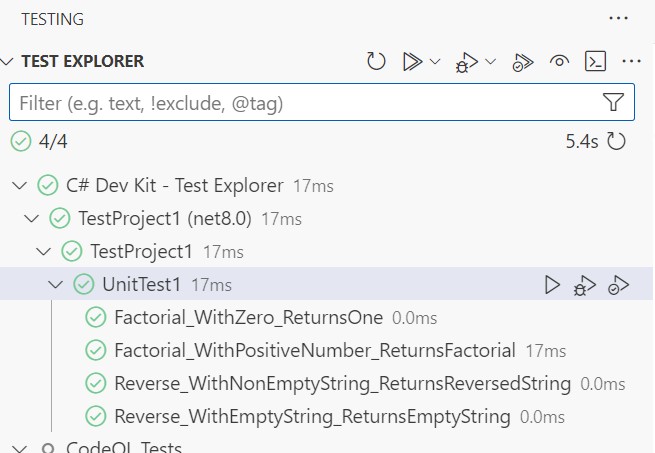 TESTING
TEST EXPLORER
Filter (e.g. text, !exclude, @tag)
4/4 5.4s
C# Dev Kit - Test Explorer 17ms
TestProject1 (net8.0) 17ms
TestProject1 17ms
UnitTest1 17ms
Factorial_WithZero_ReturnsOne 0.0ms
Factorial_WithPositiveNumber_ReturnsFactorial 17ms
Reverse_WithNonEmptyString_ReturnsReversedString 0.0ms
Reverse_WithEmptyString_ReturnsEmptyString 0.0ms
CodeQL Tests